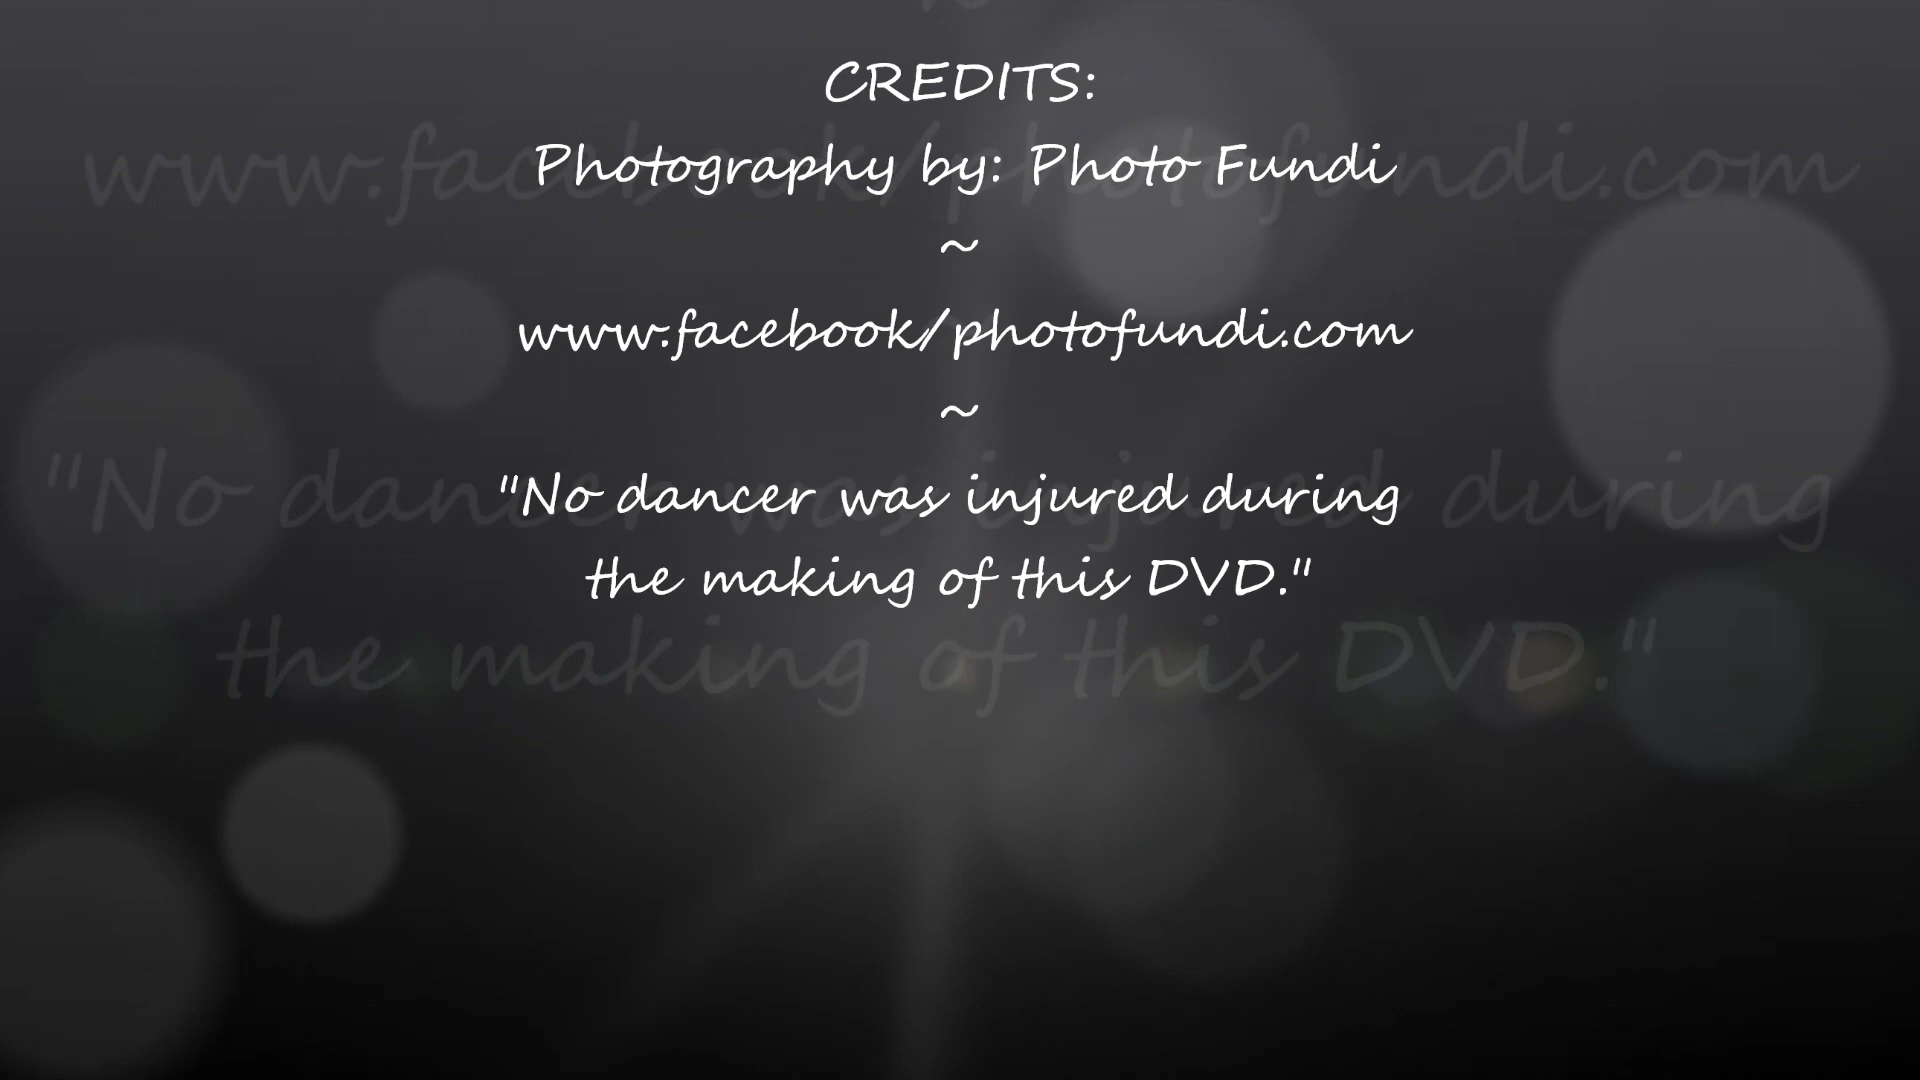 CREDITS:
Photography by: Photo Fundi
~
www.facebook/photofundi.com
~
"No dancer was injured during
the making of this DVD."